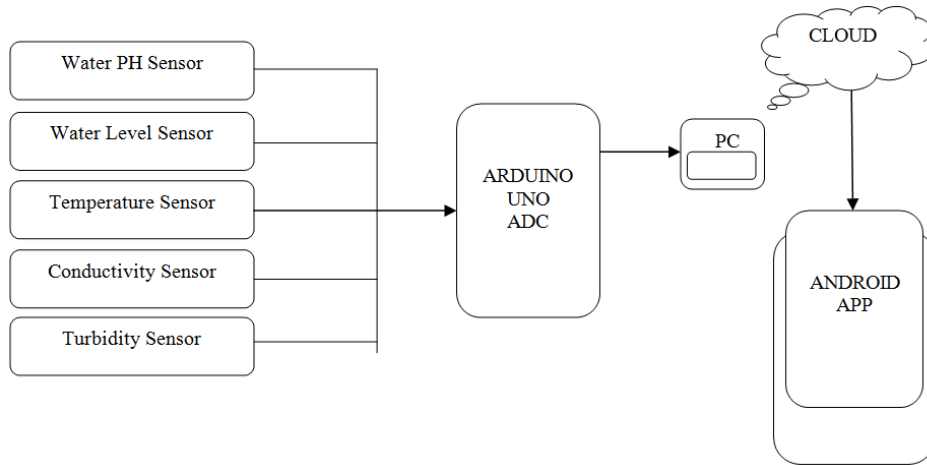 Water PH Sensor
Water Level Sensor
Temperature Sensor
Conductivity Sensor
Turbidity Sensor
ARDUINO
UNO
ADC
PC
CLOUD
ANDROID
APP